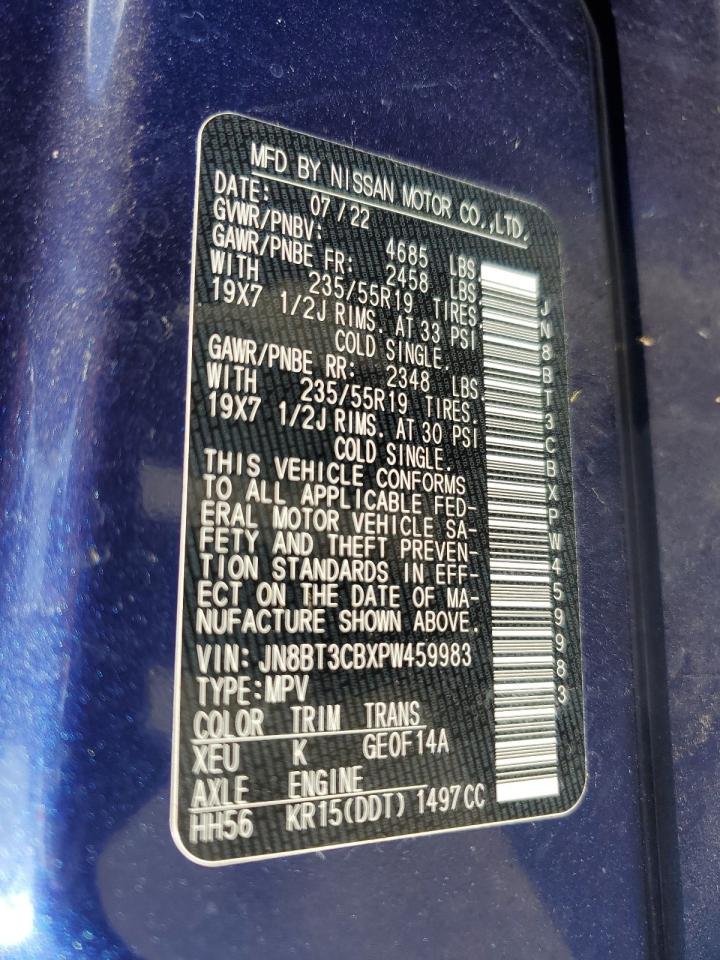 MFD BY NISSAN MOTOR CO.,LTD.
DATE: 07/22
GVWR/PNBV: 4685 LBS
GAWR/PNBE FR: 2458 LBS.
WITH 235/55R19 TIRES.
19X7 1/2J RIMS. AT 33 PSI
COLD SINGLE.
GAWR/PNBE RR: 2348 LBS.
WITH 235/55R19 TIRES.
19X7 1/2J RIMS. AT 30 PSI
COLD SINGLE.
THIS VEHICLE CONFORMS
TO ALL APPLICABLE FED-
ERAL MOTOR VEHICLE SA-
FETY AND THEFT PREVEN-
TION STANDARDS IN EFF-
ECT ON THE DATE OF MA-
NUFACTURE SHOWN ABOVE.
VIN: JN8BT3CBXPW459983
TYPE:MPV
COLOR TRIM TRANS
XEU K GE0F14A
AXLE ENGINE
HH56 KR15(DDT) 1497CC
JN8BT3CBXPW459983